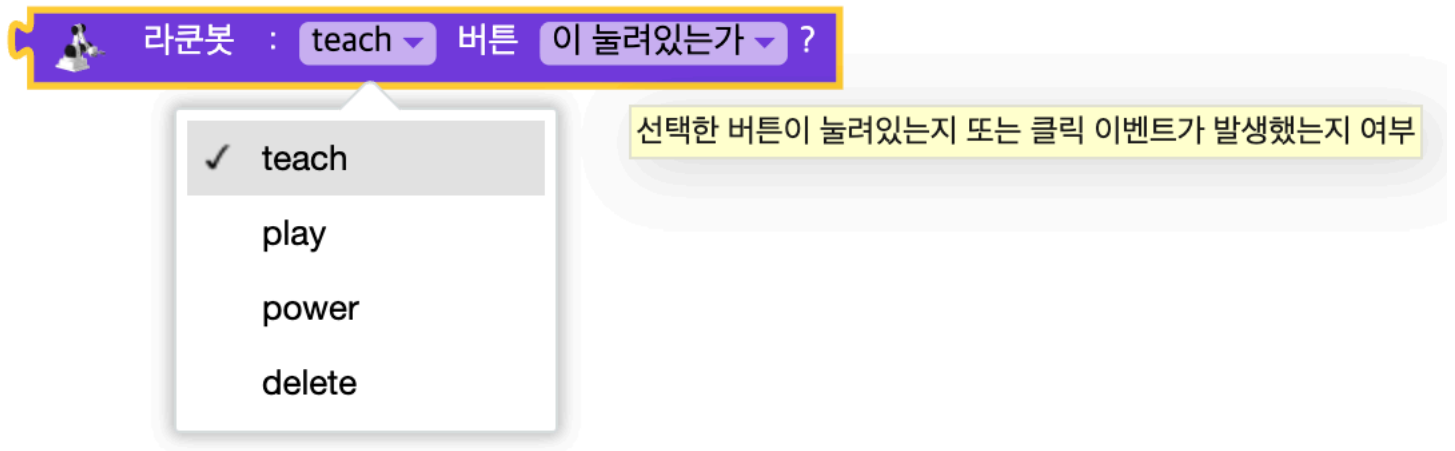 라쿤봇 : teach 버튼 이 눌려있는가 ?
선택한 버튼이 눌려있는지 또는 클릭 이벤트가 발생했는지 여부
✓ teach
play
power
delete